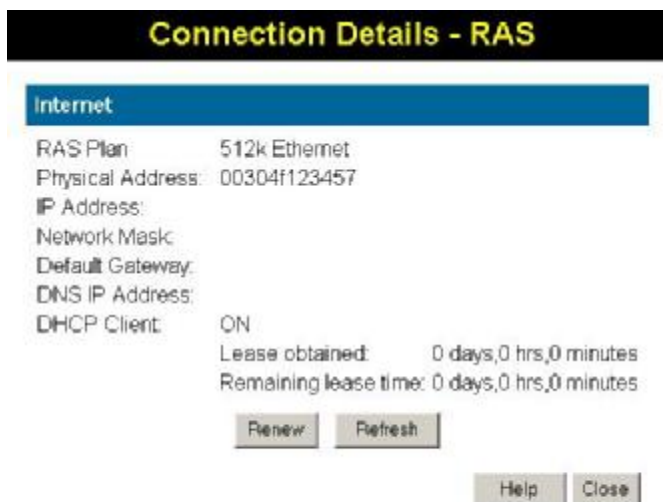 Connection Details - RAS
Internet
RAS Plan 512k Ethernet
Physical Address: 00304f123457
IP Address:
Network Mask:
Default Gateway:
DNS IP Address:
DHCP Client: ON
Lease obtained: 0 days,0 hrs,0 minutes
Remaining lease time: 0 days,0 hrs,0 minutes
Renew Refresh
Help Close